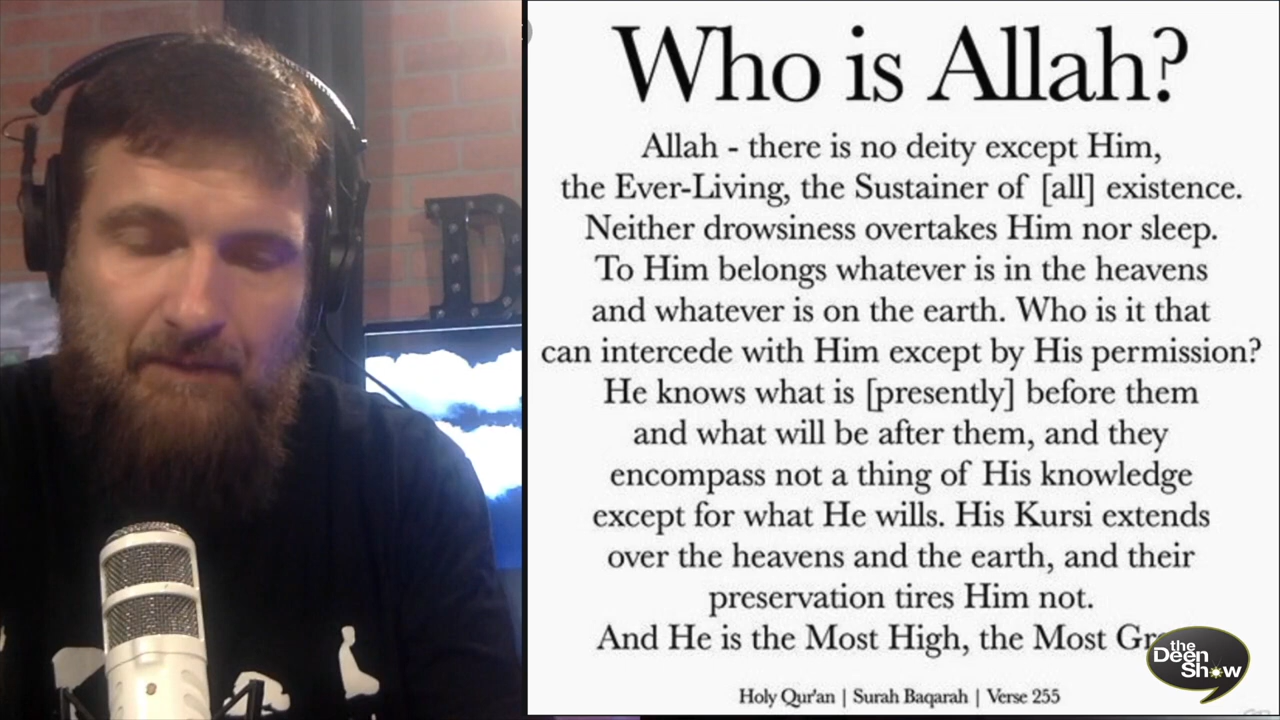 Who is Allah?
Allah - there is no deity except Him,
the Ever-Living, the Sustainer of [all] existence.
Neither drowsiness overtakes Him nor sleep.
To Him belongs whatever is in the heavens
and whatever is on the earth. Who is it that
can intercede with Him except by His permission?
He knows what is [presently] before them
and what will be after them, and they
encompass not a thing of His knowledge
except for what He wills. His Kursi extends
over the heavens and the earth, and their
preservation tires Him not.
And He is the Most High, the Most
Holy Qur'an | Surah Baqarah | Verse 255
the
Deen
Show
D